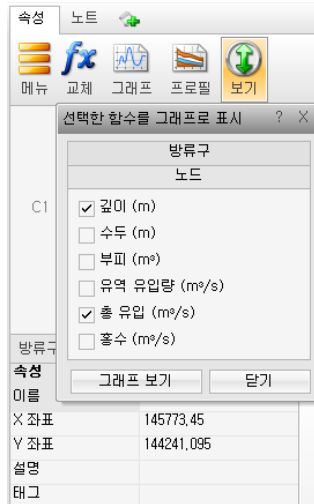 속성 노트
메뉴 교체 그래프 프로필 보기
선택한 함수를 그래프로 표시 ? X
방류구
노드
C1
깊이 (m)
수두 (m)
부피 (m³)
유역 유입량 (m³/s)
총 유입 (m³/s)
홍수 (m³/s)
그래프 보기 닫기
방류구
속성
이름
X 좌표 145773,45
Y 좌표 144241,095
설명
태그